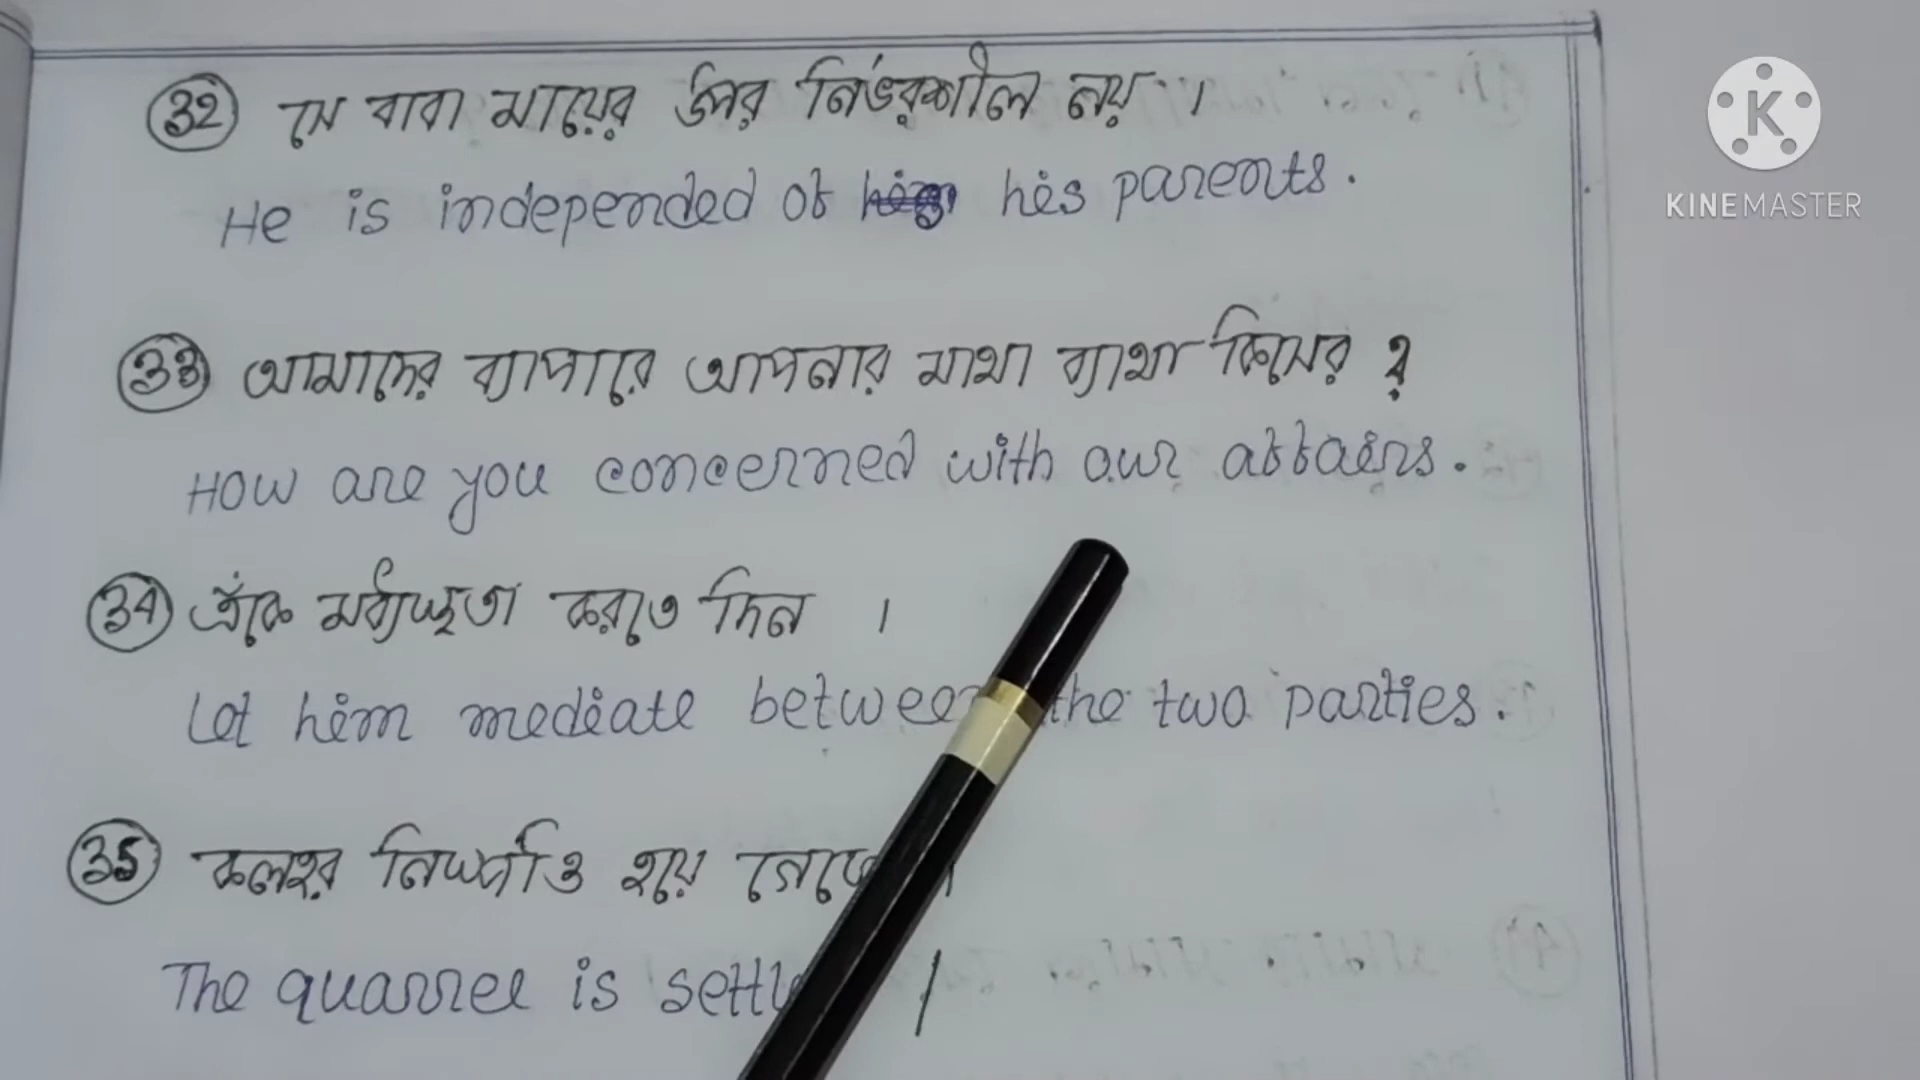 32 সে বাবা মায়ের উপর নির্ভরশীল নয় ।
He is independed of his parents.
33 আমাদের ব্যাপারে আপনার মাথা ব্যাথা কিসের ?
How are you concerned with our affairs.
34 এঁকে মধ্যস্থতা করতে দিন ।
Let him mediate between the two parties.
35 কলহর নিষ্পত্তি হয়ে
The quarrel is
K
KINEMASTER